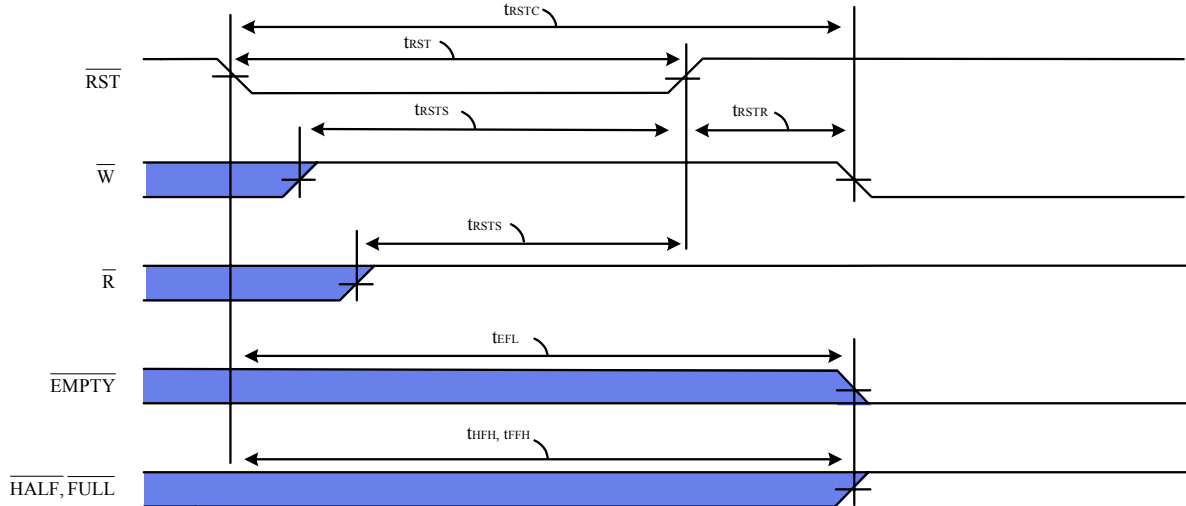 tRSTC
tRST
RST
tRSTS
tRSTR
W
tRSTS
R
tEFL
EMPTY
tHFH, tFFH
HALF, FULL